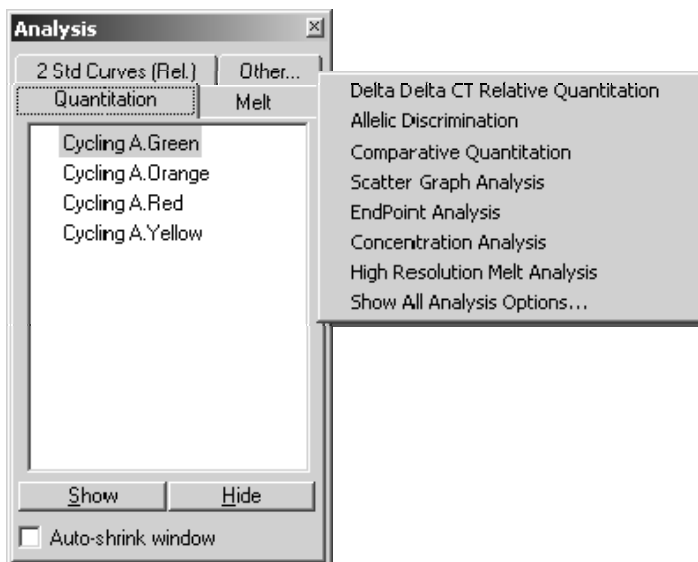 Analysis
2 Std Curves (Rel.)
Other...
Quantitation
Melt
Cycling A.Green
Cycling A.Orange
Cycling A.Red
Cycling A.Yellow
Show
Hide
Auto-shrink window
Delta Delta CT Relative Quantitation
Allelic Discrimination
Comparative Quantitation
Scatter Graph Analysis
EndPoint Analysis
Concentration Analysis
High Resolution Melt Analysis
Show All Analysis Options...